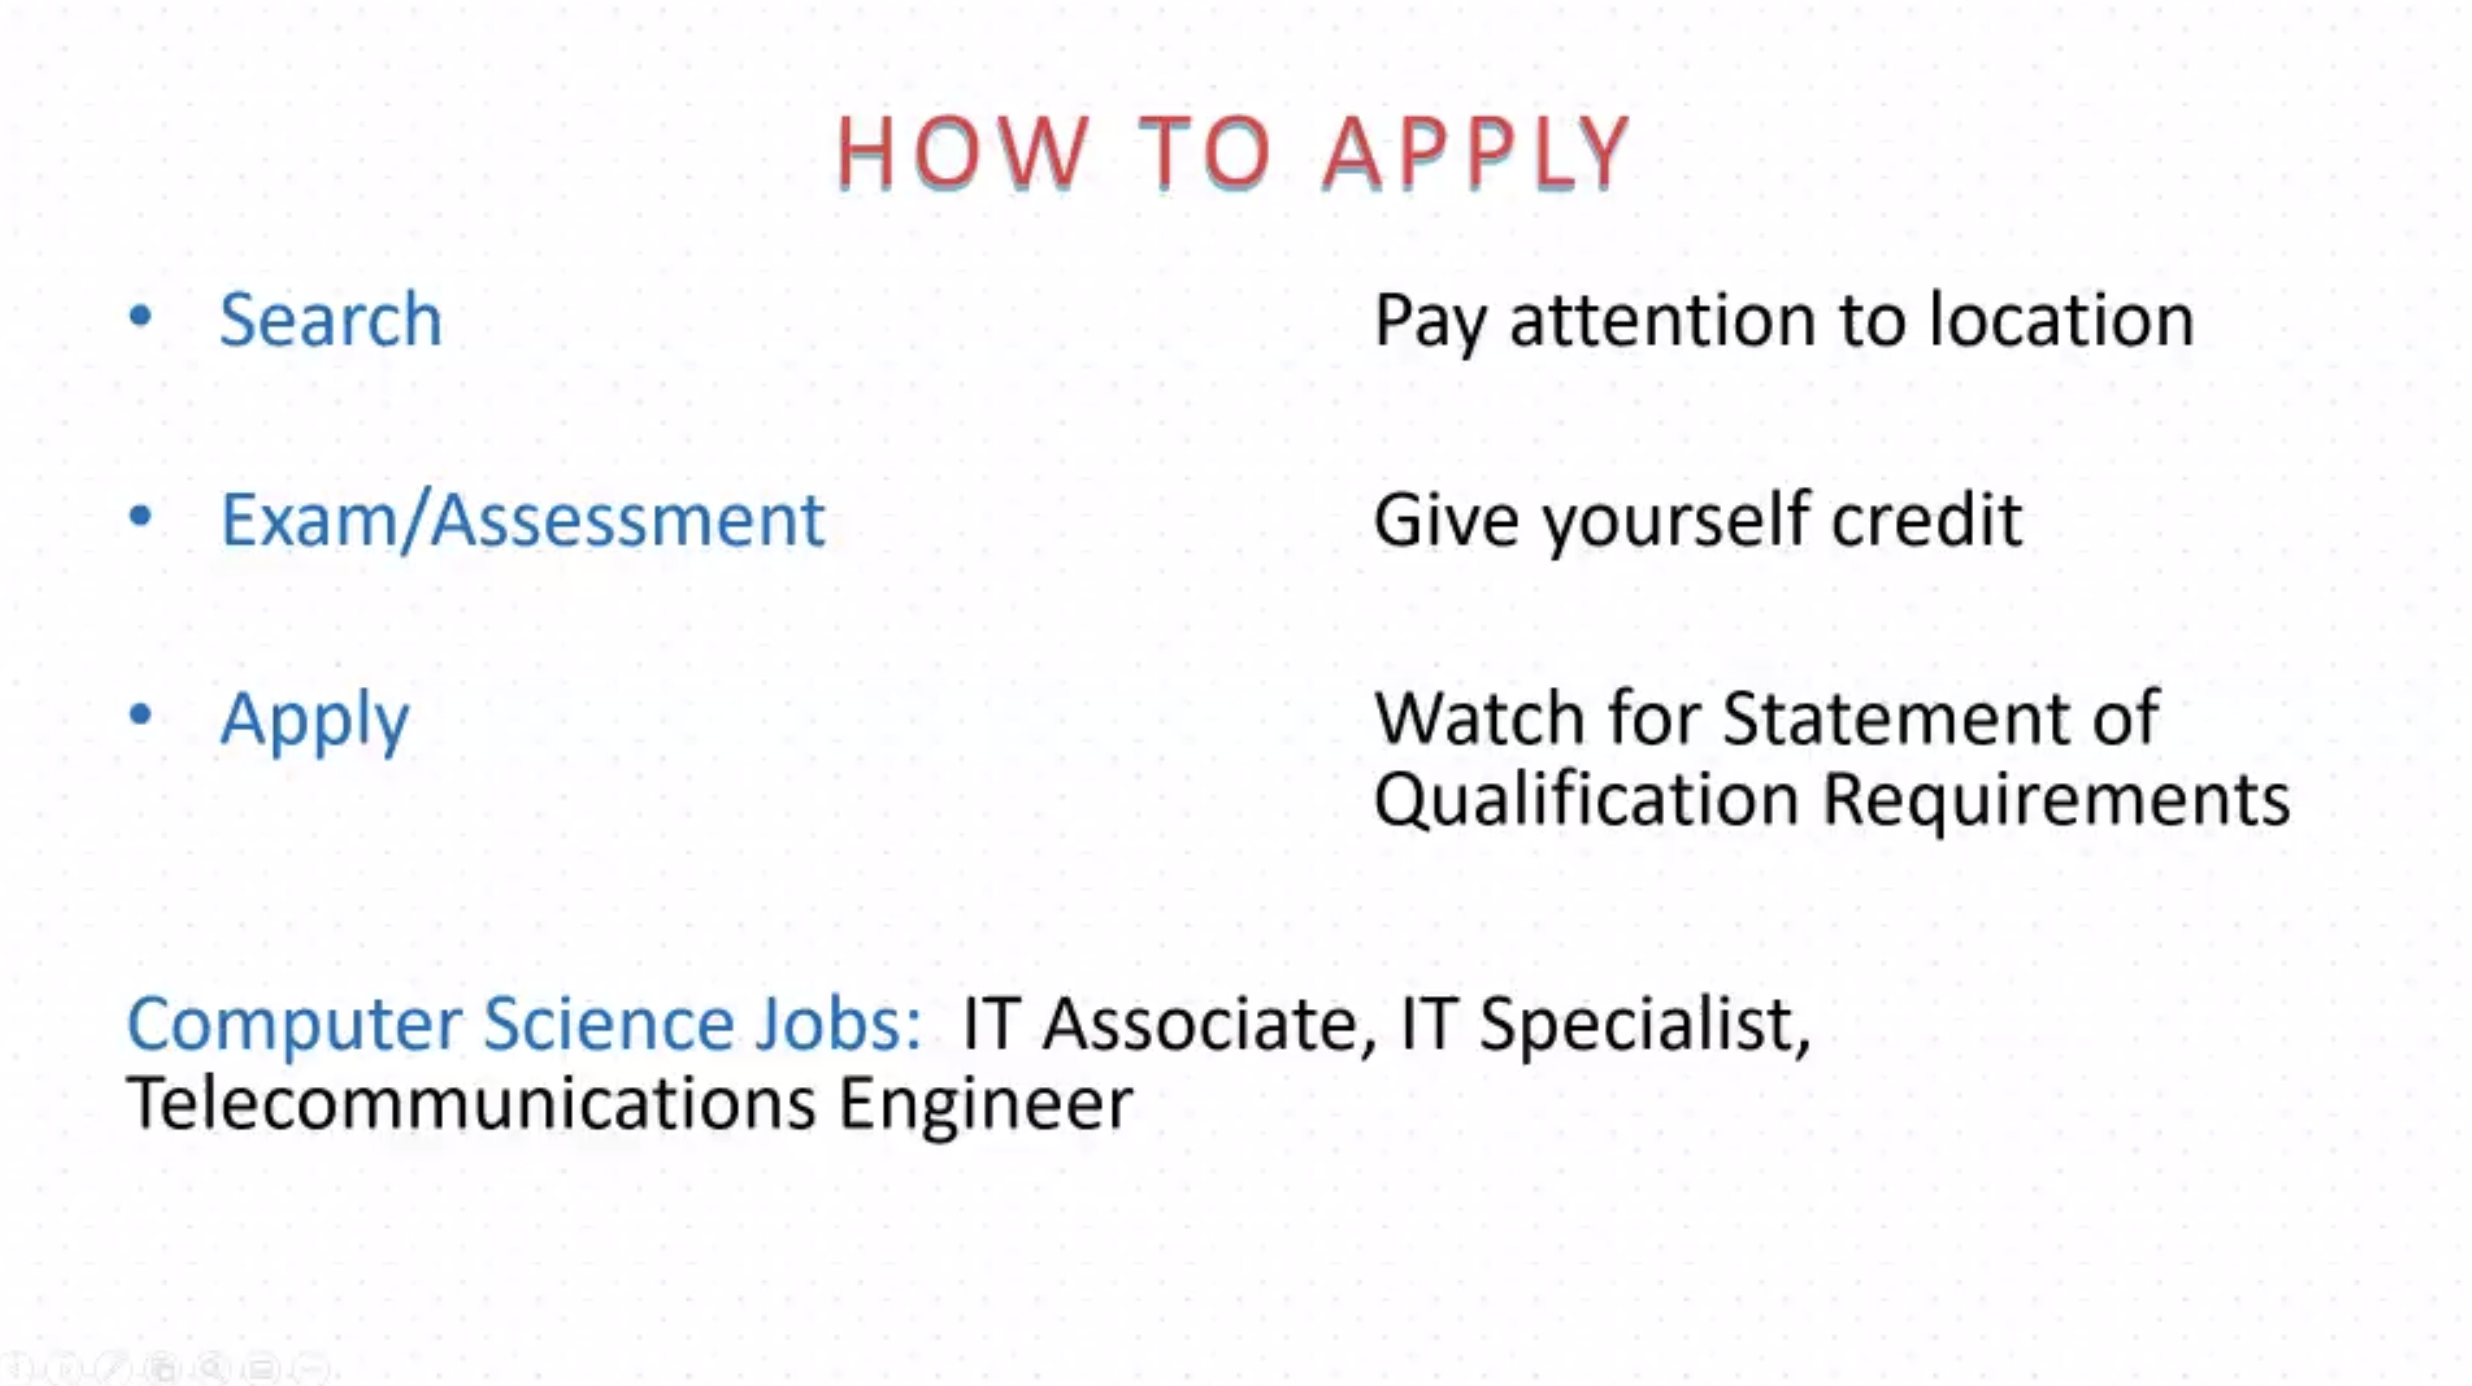 HOW TO APPLY
• Search
Pay attention to location
• Exam/Assessment
Give yourself credit
• Apply
Watch for Statement of
Qualification Requirements
Computer Science Jobs: IT Associate, IT Specialist,
Telecommunications Engineer